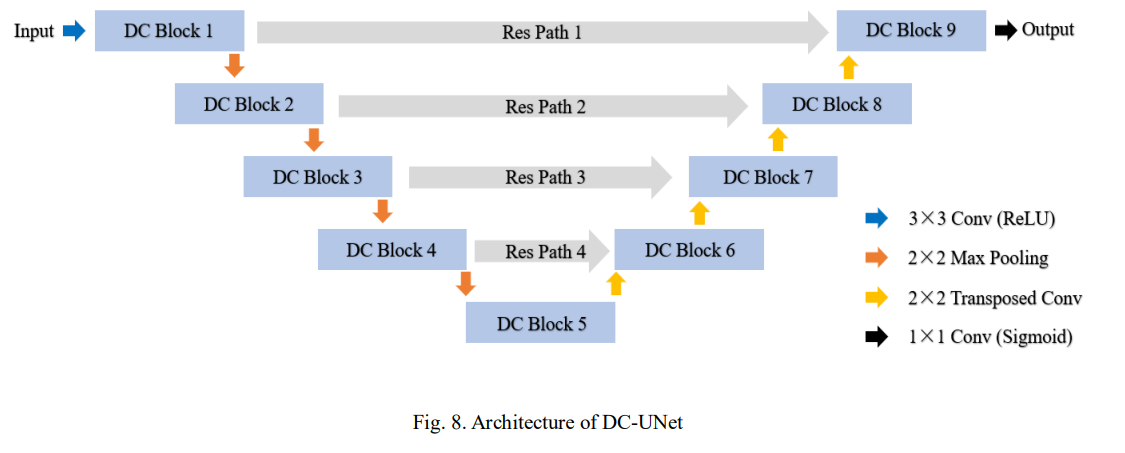 Input
DC Block 1
Res Path 1
DC Block 9
Output
DC Block 2
Res Path 2
DC Block 8
DC Block 3
Res Path 3
DC Block 7
DC Block 4
Res Path 4
DC Block 6
DC Block 5
3×3 Conv (ReLU)
2×2 Max Pooling
2×2 Transposed Conv
1×1 Conv (Sigmoid)
Fig. 8. Architecture of DC-UNet